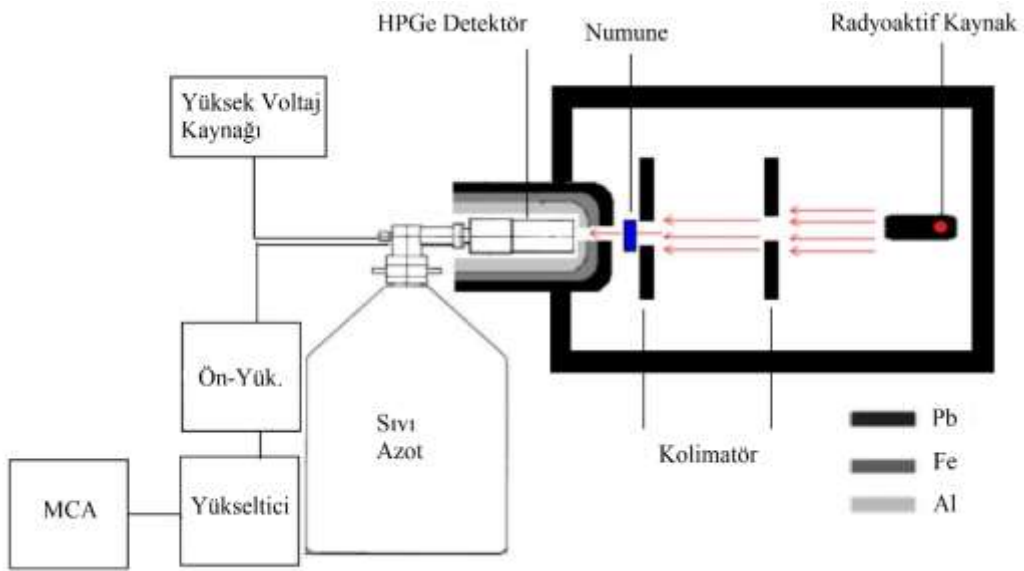 HPGe Detektör
Numune
Radyoaktif Kaynak
Yüksek Voltaj
Kaynağı
Ön-Yük.
Sıvı
Azot
Kolimatör
Pb
Fe
Al
MCA
Yükseltici